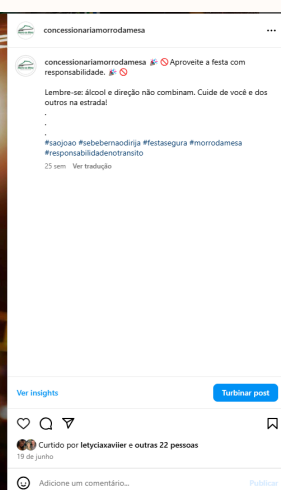 concessionariamorrodamesa
concessionariamorrodamesa 🎉 🚫 Aproveite a festa com
responsabilidade. 🎉 🚫
Lembre-se: álcool e direção não combinam. Cuide de você e dos
outros na estrada!
.
.
.
#saojoao #sebebernaodirija #festasegura #morrodamesa
#responsabilidadenotransito
25 sem Ver tradução
Ver insights Turbinar post
Curtido por letyciaxaviier e outras 22 pessoas
19 de junho
Adicione um comentário... Publicar